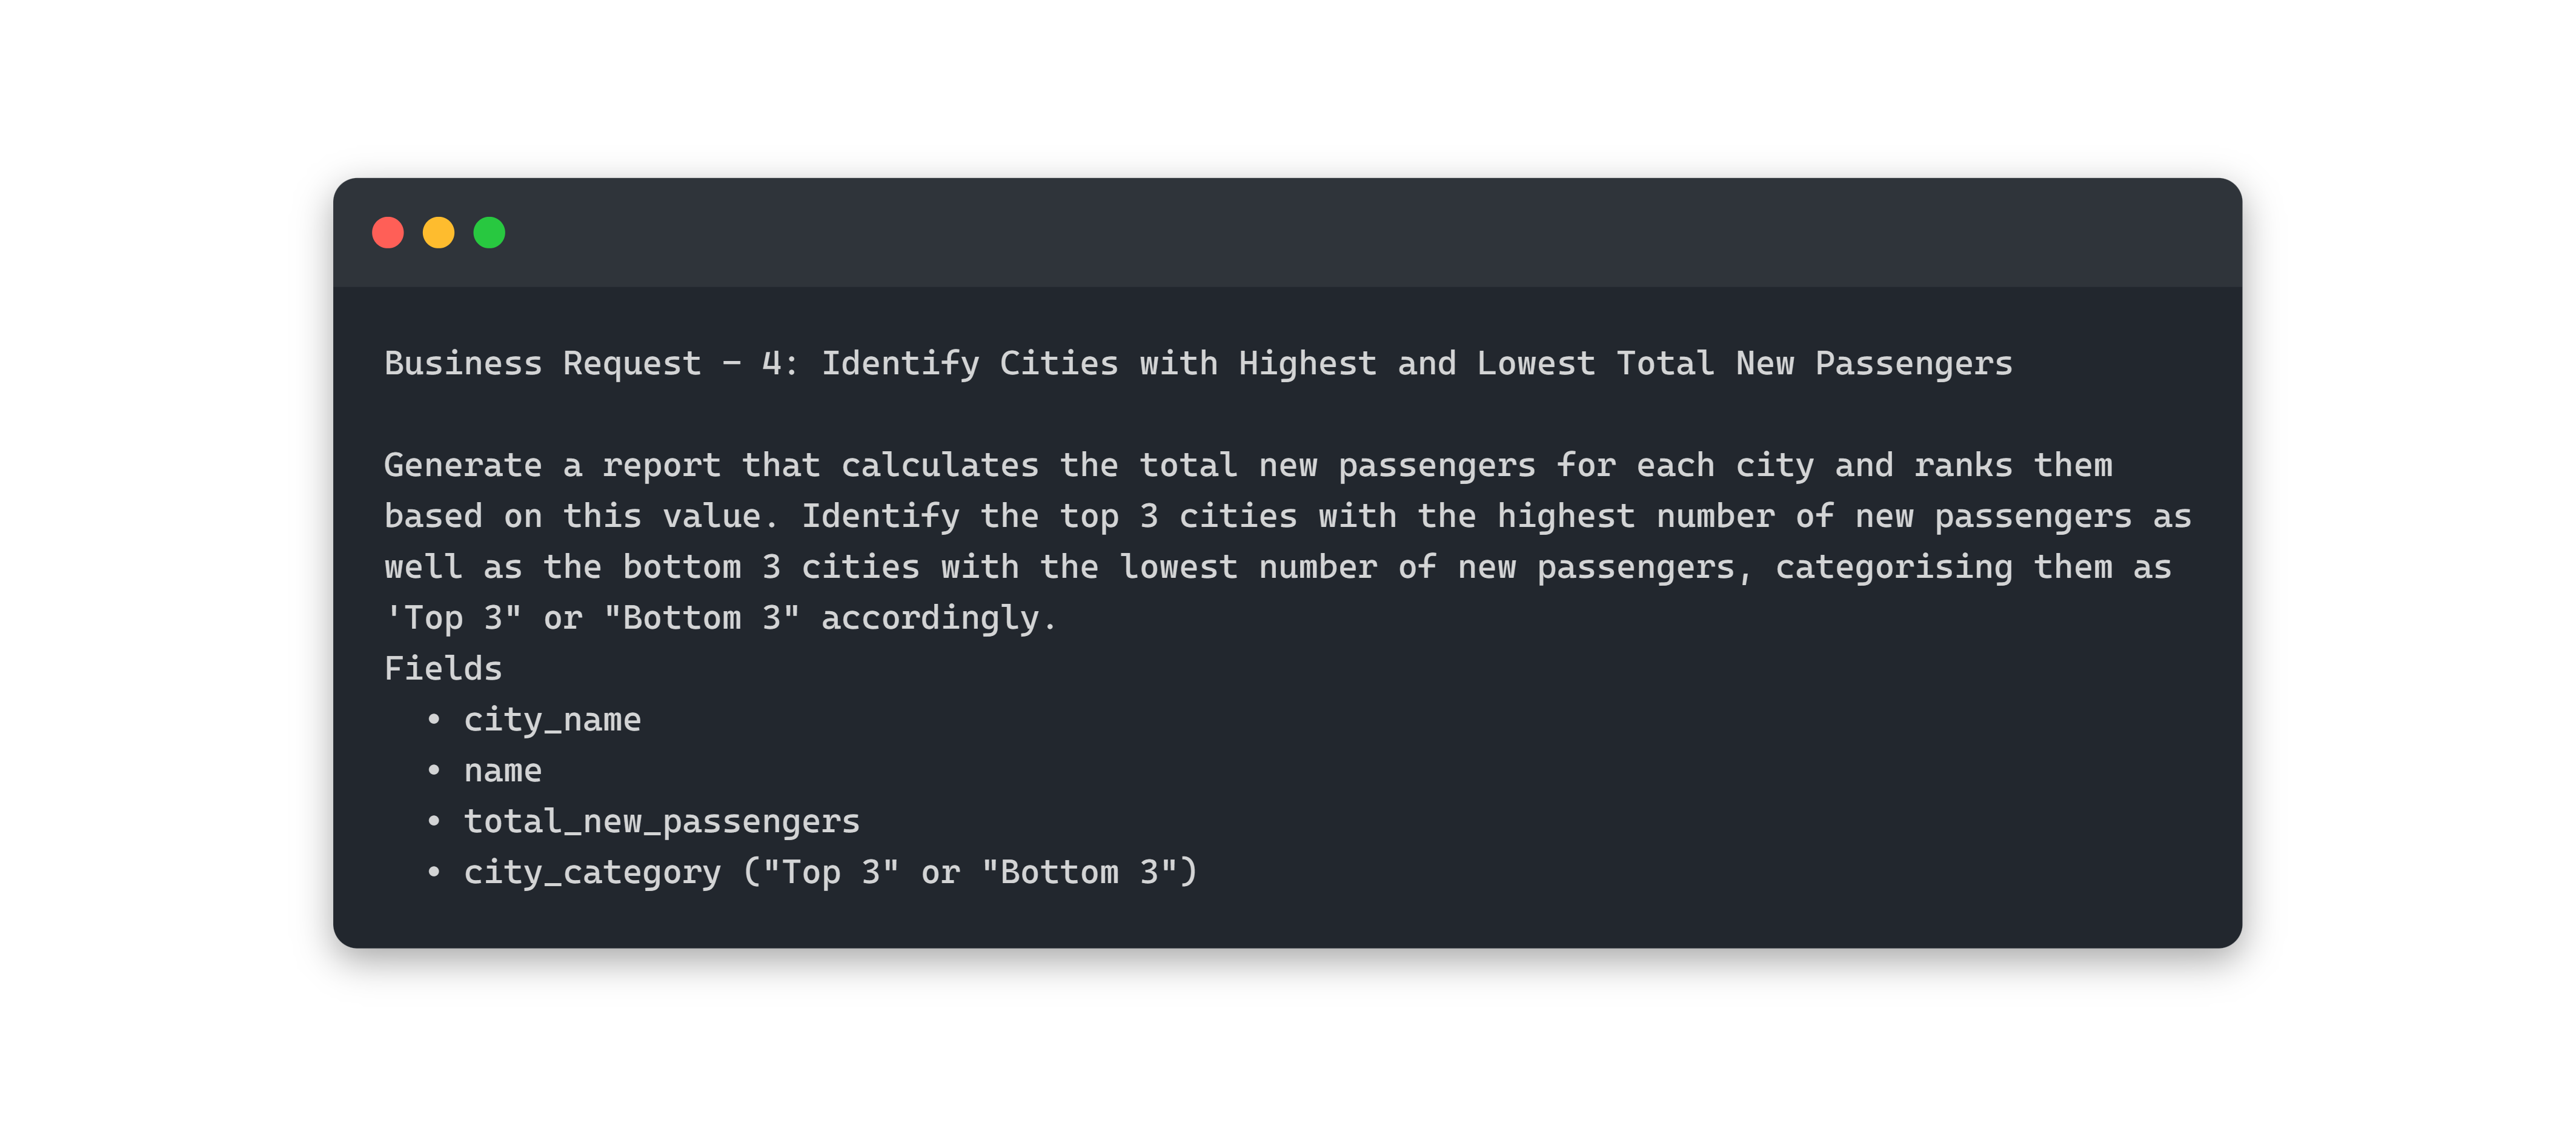 Business Request – 4: Identify Cities with Highest and Lowest Total New Passengers
Generate a report that calculates the total new passengers for each city and ranks them
based on this value. Identify the top 3 cities with the highest number of new passengers as
well as the bottom 3 cities with the lowest number of new passengers, categorising them as
'Top 3" or "Bottom 3" accordingly.
Fields
• city_name
• name
• total_new_passengers
• city_category ("Top 3" or "Bottom 3")